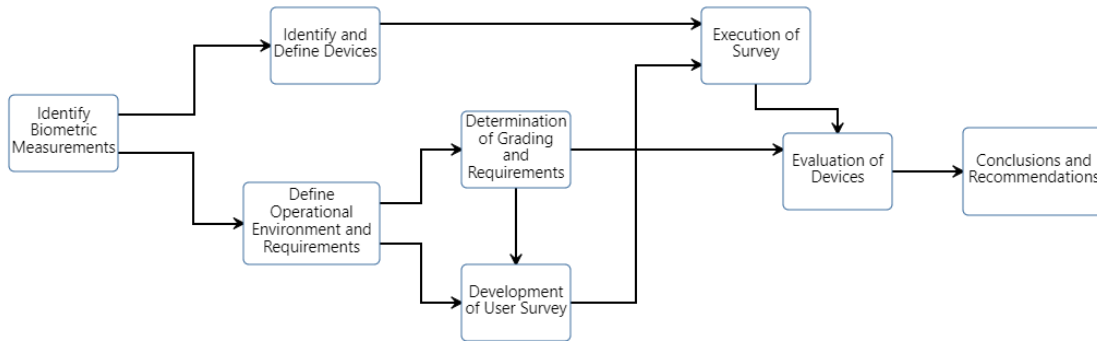 Identify and
Define Devices
Execution of
Survey
Identify
Biometric
Measurements
Determination
of Grading
and
Requirements
Evaluation of
Devices
Conclusions and
Recommendations
Define
Operational
Environment and
Requirements
Development
of User Survey